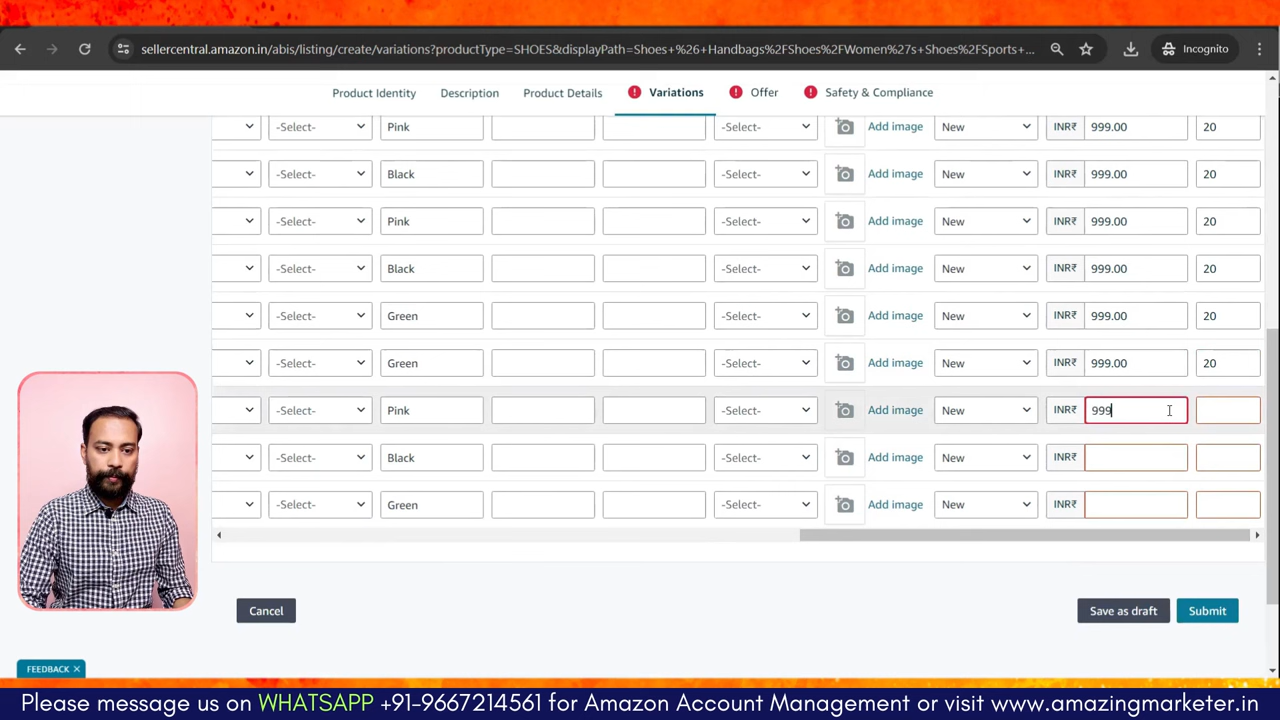 sellercentral.amazon.in/abis/listing/create/variations?productType=SHOES&displayPath=Shoes+%26+Handbags%2FShoes%2FWomen%27s+Shoes%2FSports+...
Incognito
Product Identity
Description
Product Details
Variations
Offer
Safety & Compliance
-Select- Pink -Select- Add image New INR₹ 999.00 20
-Select- Black -Select- Add image New INR₹ 999.00 20
-Select- Pink -Select- Add image New INR₹ 999.00 20
-Select- Black -Select- Add image New INR₹ 999.00 20
-Select- Green -Select- Add image New INR₹ 999.00 20
-Select- Green -Select- Add image New INR₹ 999.00 20
-Select- Pink -Select- Add image New INR₹ 999
-Select- Black -Select- Add image New INR₹
-Select- Green -Select- Add image New INR₹
Cancel
Save as draft
Submit
FEEDBACK ×
Please message us on WHATSAPP +91-9667214561 for Amazon Account Management or visit www.amazingmarketer.in